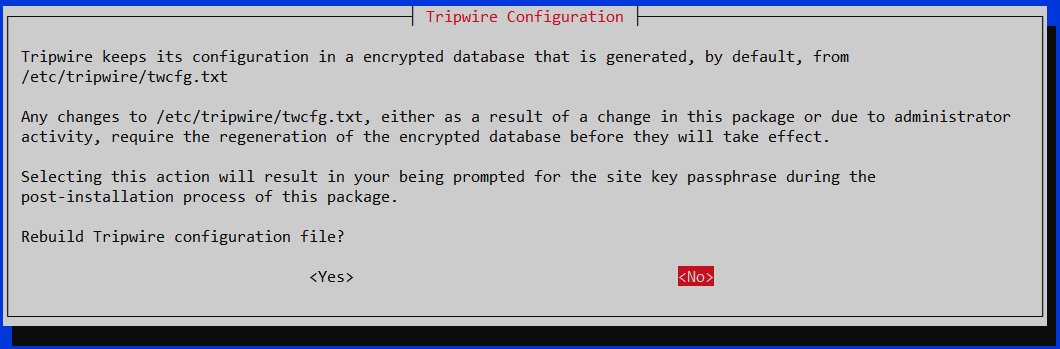 Tripwire Configuration
Tripwire keeps its configuration in a encrypted database that is generated, by default, from
/etc/tripwire/twcfg.txt
Any changes to /etc/tripwire/twcfg.txt, either as a result of a change in this package or due to administrator
activity, require the regeneration of the encrypted database before they will take effect.
Selecting this action will result in your being prompted for the site key passphrase during the
post-installation process of this package.
Rebuild Tripwire configuration file?
<Yes> <No>